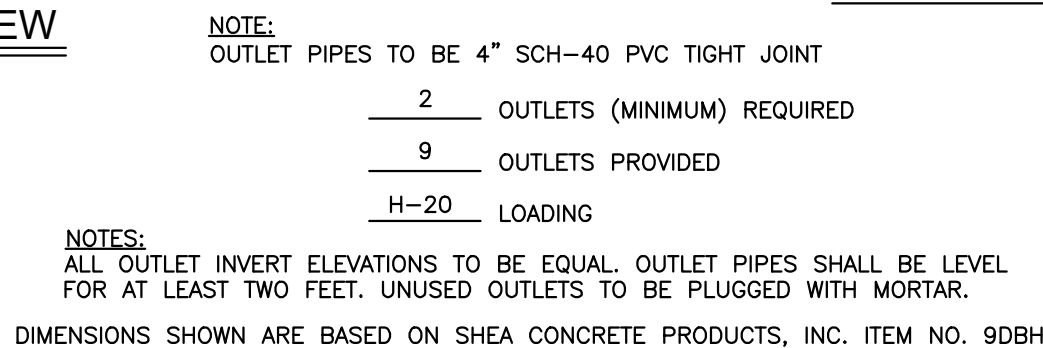 EW
NOTE:
OUTLET PIPES TO BE 4" SCH-40 PVC TIGHT JOINT
2 OUTLETS (MINIMUM) REQUIRED
9 OUTLETS PROVIDED
H-20 LOADING
NOTES:
ALL OUTLET INVERT ELEVATIONS TO BE EQUAL. OUTLET PIPES SHALL BE LEVEL
FOR AT LEAST TWO FEET. UNUSED OUTLETS TO BE PLUGGED WITH MORTAR.
DIMENSIONS SHOWN ARE BASED ON SHEA CONCRETE PRODUCTS, INC. ITEM NO. 9DBH